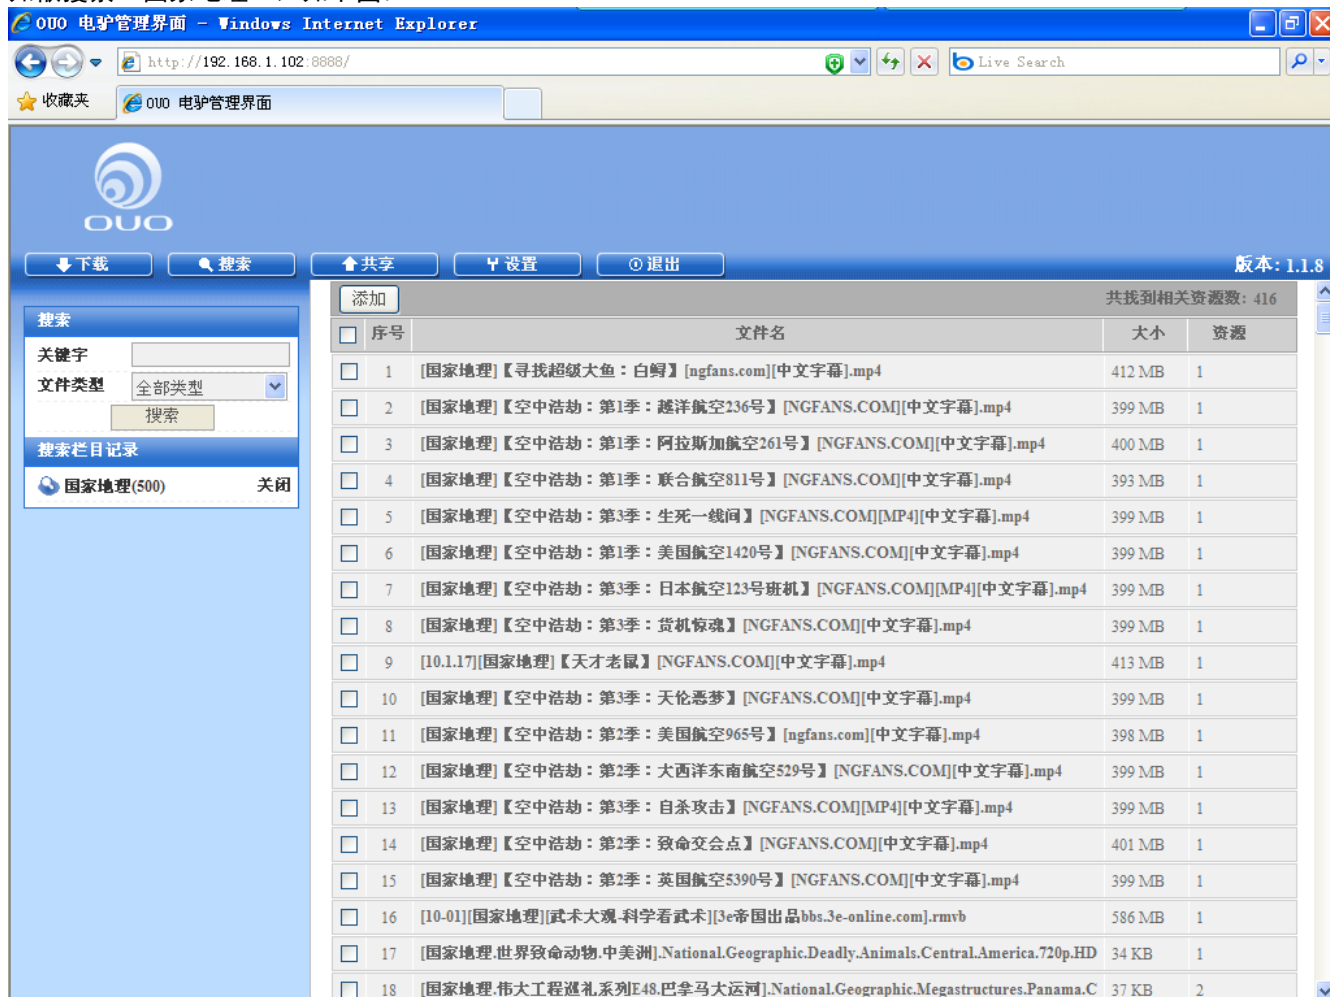 OUO 电驴管理界面 - Windows Internet Explorer
http://192.168.1.102:8888/
Live Search
收藏夹
OUO 电驴管理界面
OUO
下载 搜索 共享 设置 退出 版本: 1.1.8
搜索
关键字
文件类型 全部类型
搜索
搜索栏目记录
国家地理(500) 关闭
添加 共找到相关资源数: 416
序号 文件名 大小 资源
1 [国家地理]【寻找超级大鱼：白鲟】[ngfans.com][中文字幕].mp4 412 MB 1
2 [国家地理]【空中浩劫：第1季：越洋航空236号】[NGFANS.COM][中文字幕].mp4 399 MB 1
3 [国家地理]【空中浩劫：第1季：阿拉斯加航空261号】[NGFANS.COM][中文字幕].mp4 400 MB 1
4 [国家地理]【空中浩劫：第1季：联合航空811号】[NGFANS.COM][中文字幕].mp4 393 MB 1
5 [国家地理]【空中浩劫：第3季：生死一线间】[NGFANS.COM][MP4][中文字幕].mp4 399 MB 1
6 [国家地理]【空中浩劫：第1季：美国航空1420号】[NGFANS.COM][中文字幕].mp4 399 MB 1
7 [国家地理]【空中浩劫：第3季：日本航空123号班机】[NGFANS.COM][MP4][中文字幕].mp4 399 MB 1
8 [国家地理]【空中浩劫：第3季：货机惊魂】[NGFANS.COM][中文字幕].mp4 399 MB 1
9 [10.1.17][国家地理]【天才老鼠】[NGFANS.COM][中文字幕].mp4 413 MB 1
10 [国家地理]【空中浩劫：第3季：天伦恶梦】[NGFANS.COM][中文字幕].mp4 399 MB 1
11 [国家地理]【空中浩劫：第2季：美国航空965号】[ngfans.com][中文字幕].mp4 398 MB 1
12 [国家地理]【空中浩劫：第2季：大西洋东南航空529号】[NGFANS.COM][中文字幕].mp4 399 MB 1
13 [国家地理]【空中浩劫：第3季：自杀攻击】[NGFANS.COM][MP4][中文字幕].mp4 399 MB 1
14 [国家地理]【空中浩劫：第2季：致命交会点】[NGFANS.COM][中文字幕].mp4 401 MB 1
15 [国家地理]【空中浩劫：第2季：英国航空5390号】[NGFANS.COM][中文字幕].mp4 399 MB 1
16 [10-01][国家地理][武术大观-科学看武术][3e帝国出品bbs.3e-online.com].rmvb 586 MB 1
17 [国家地理.世界致命动物.中美洲].National.Geographic.Deadly.Animals.Central.America.720p.HD 34 KB 1
18 [国家地理.伟大工程巡礼系列E48.巴拿马大运河].National.Geographic.Megastructures.Panama.C 37 KB 2